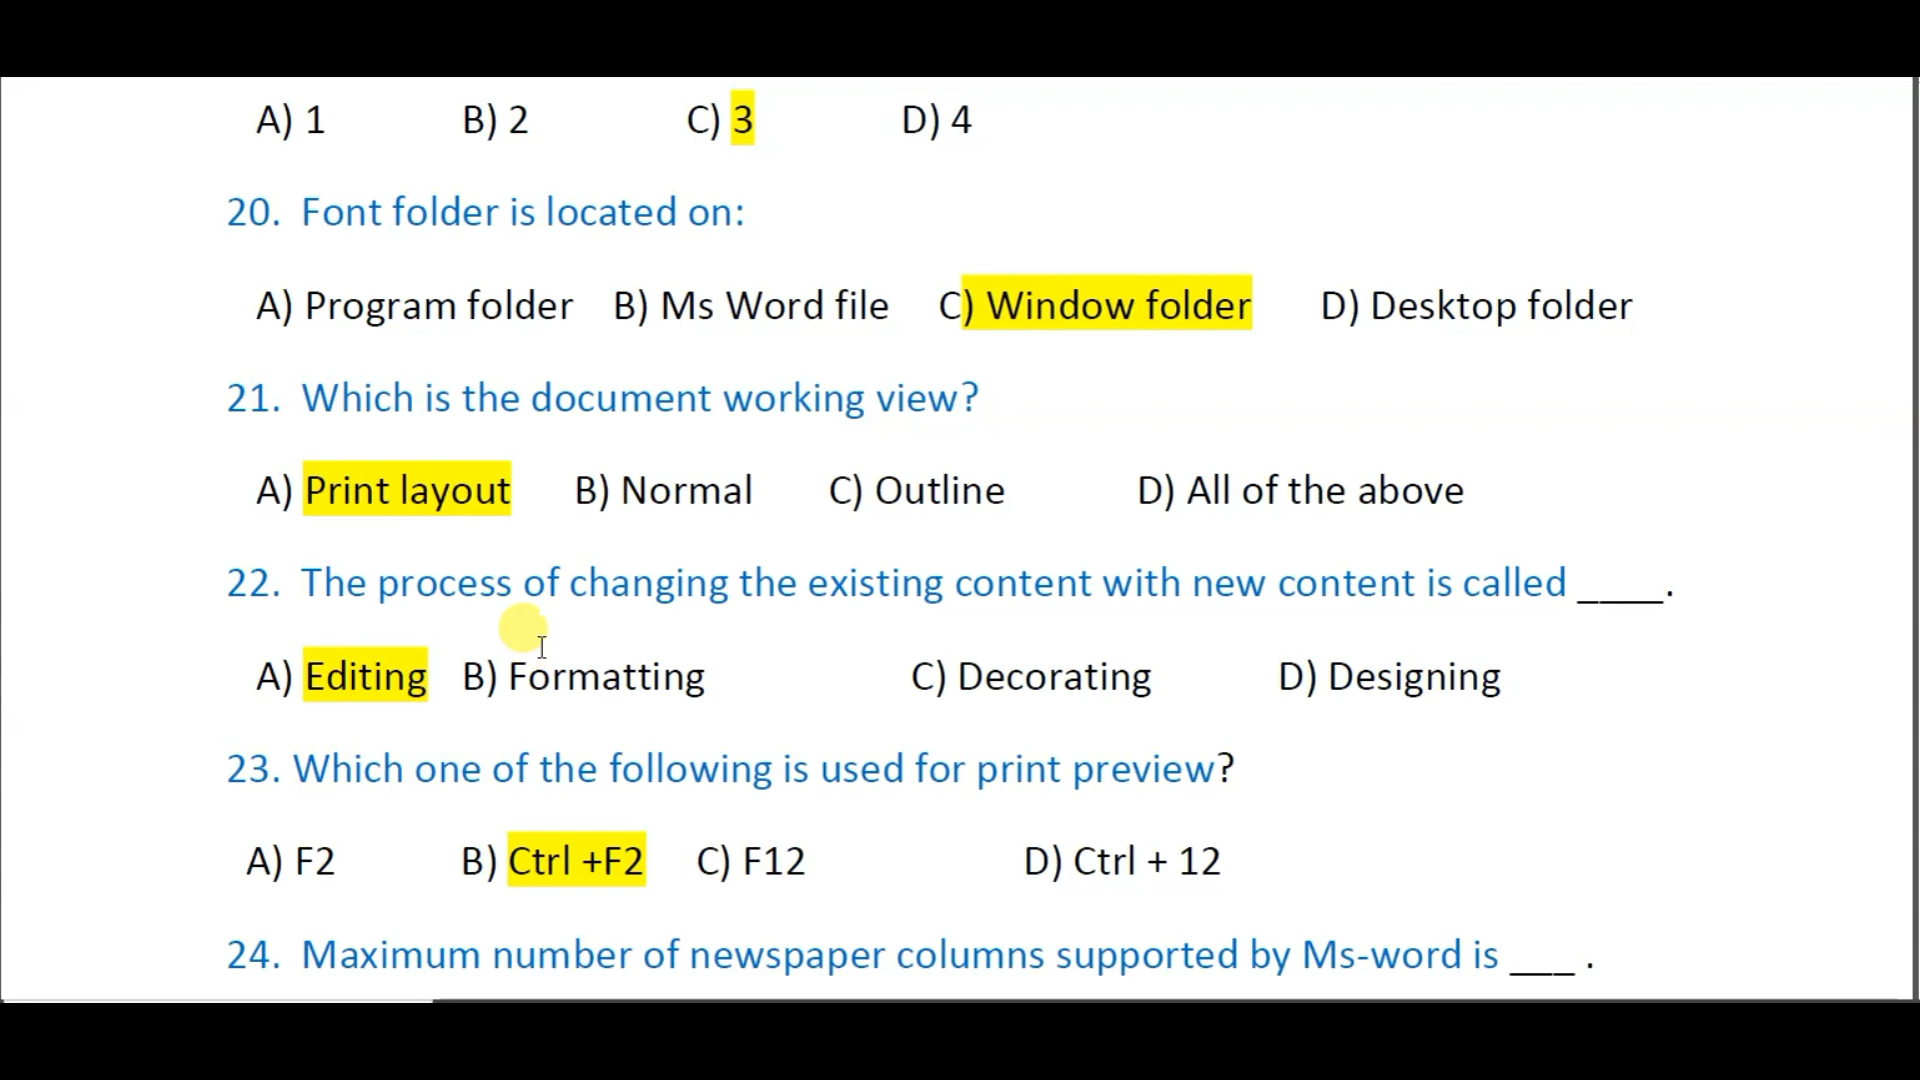 A) 1 B) 2 C) 3 D) 4
20. Font folder is located on:
A) Program folder B) Ms Word file C) Window folder D) Desktop folder
21. Which is the document working view?
A) Print layout B) Normal C) Outline D) All of the above
22. The process of changing the existing content with new content is called ____.
A) Editing B) Formatting C) Decorating D) Designing
23. Which one of the following is used for print preview?
A) F2 B) Ctrl +F2 C) F12 D) Ctrl + 12
24. Maximum number of newspaper columns supported by Ms-word is ___ .